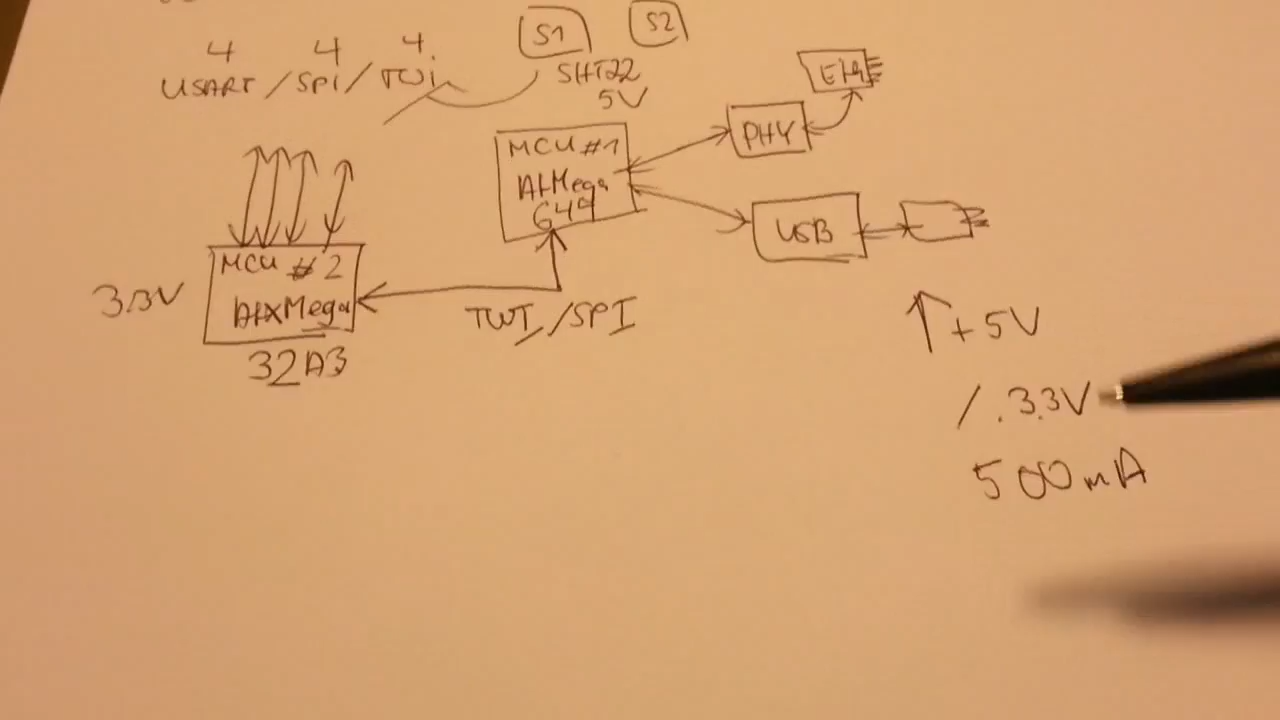 4 4 4
USART / SPI / TWI
S1 S2
SHT22
5V
MCU #1
AtMega
644
PHY
ETH
USB
MCU #2
AtXMega
32A3
3.3V
TWI / SPI
+5V
/ . 3.3V
500mA